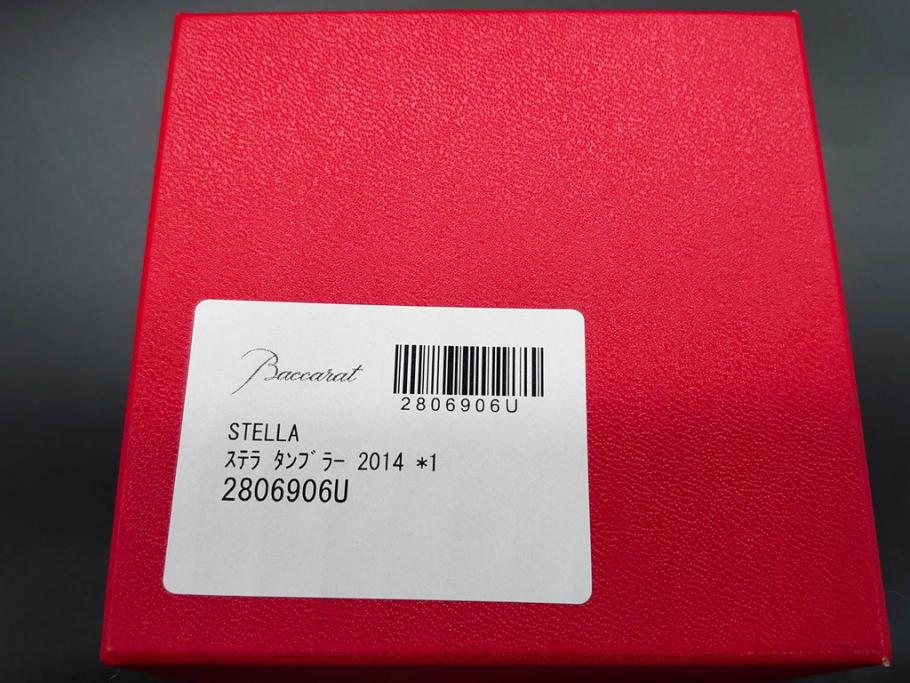 Baccarat
2806906U
STELLA
ｽﾃﾗ ﾀﾝﾌﾞﾗｰ 2014 *1
2806906U